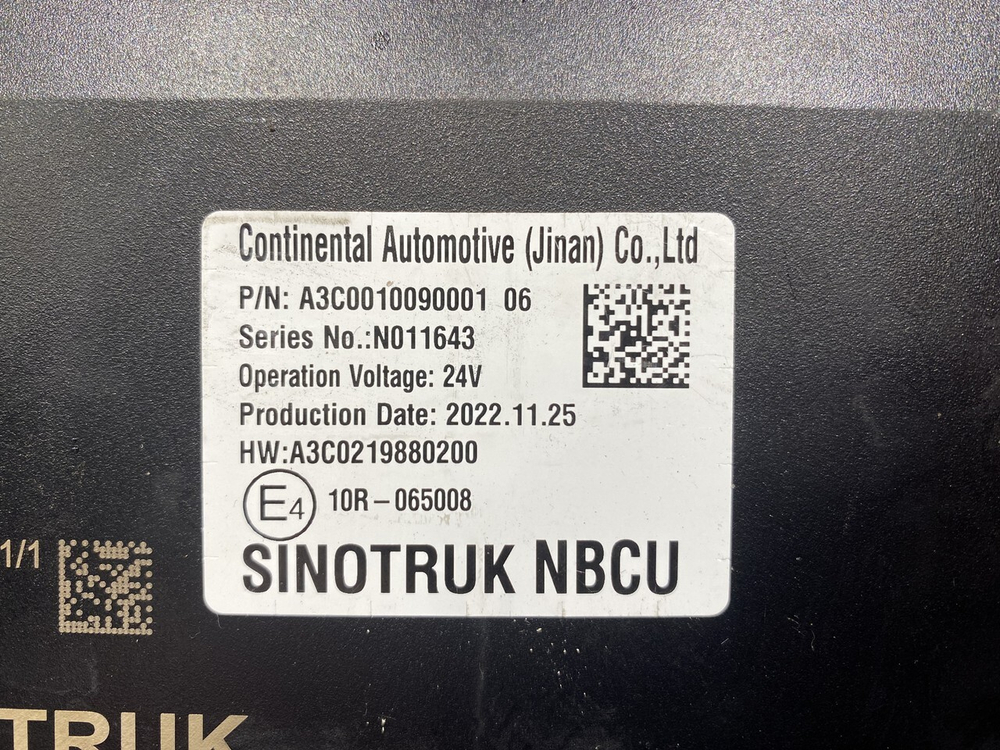 Continental Automotive (Jinan) Co.,Ltd
P/N: A3C0010090001 06
Series No.:N011643
Operation Voltage: 24V
Production Date: 2022.11.25
HW:A3C0219880200
E4 10R-065008
SINOTRUK NBCU
1/1
TRUK